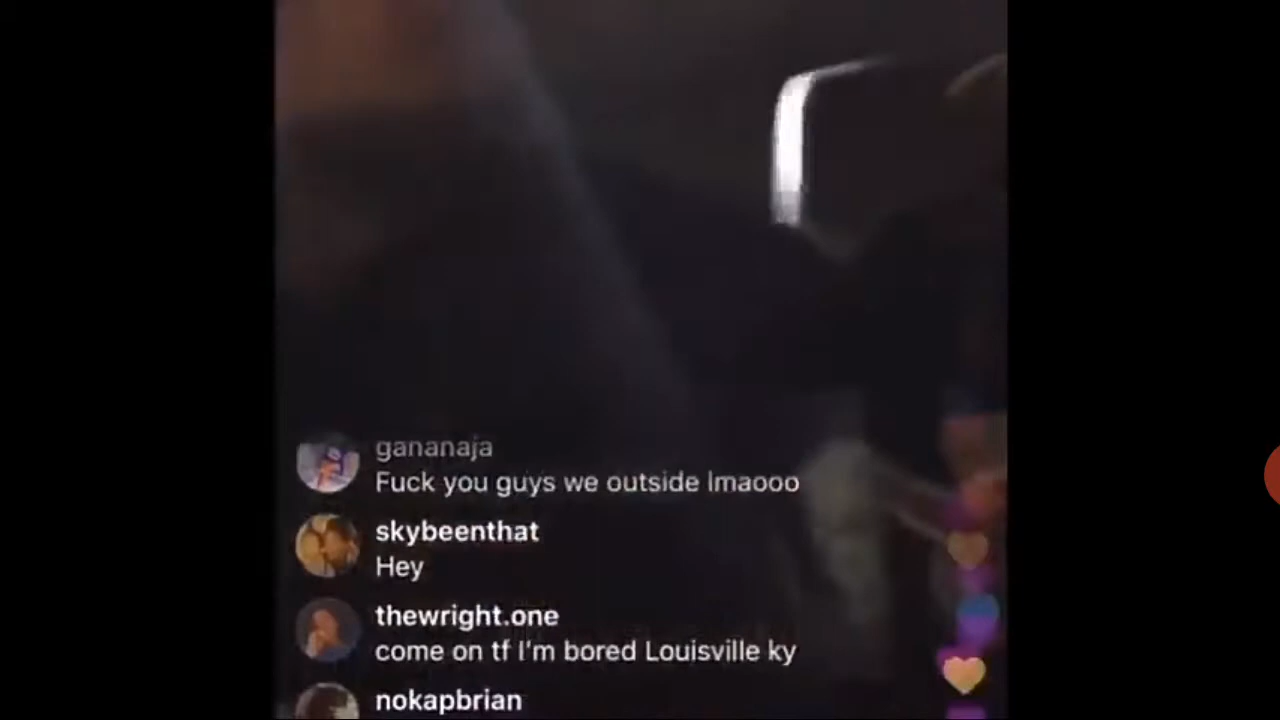 gananaja
Fuck you guys we outside lmaooo
skybeenthat
Hey
thewright.one
come on tf I'm bored Louisville ky
nokapbrian